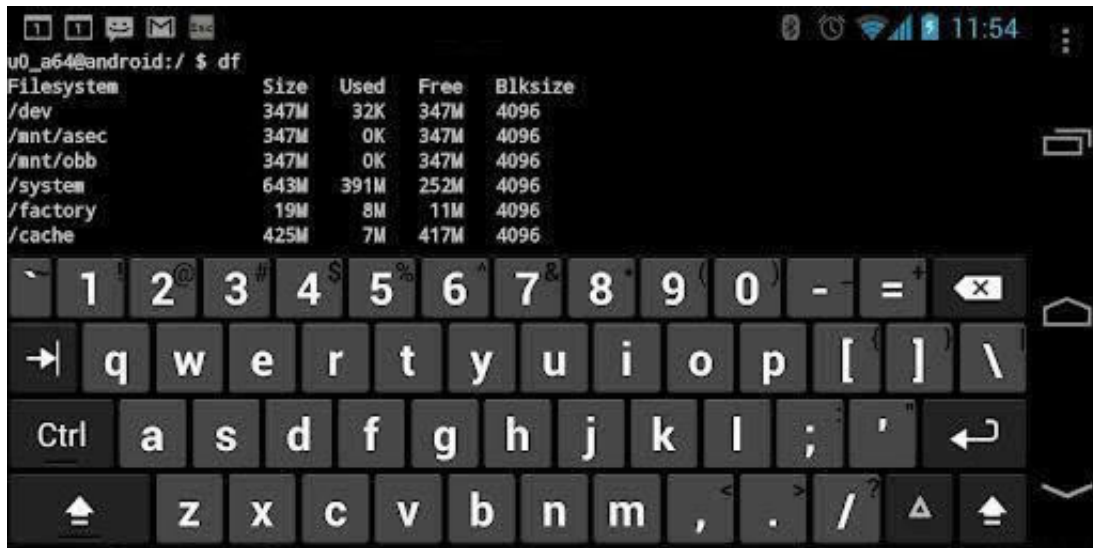 1 1 11:54
u0_a64@android:/ $ df
Filesystem Size Used Free Blksize
/dev 347M 32K 347M 4096
/mnt/asec 347M 0K 347M 4096
/mnt/obb 347M 0K 347M 4096
/system 643M 391M 252M 4096
/factory 19M 8M 11M 4096
/cache 425M 7M 417M 4096
` ~ 1 ! 2 @ 3 # 4 $ 5 % 6 ^ 7 & 8 * 9 ( 0 ) - _ = +
q w e r t y u i o p [ { ] } \ |
Ctrl a s d f g h j k l ; : ' "
z x c v b n m , < . > / ?